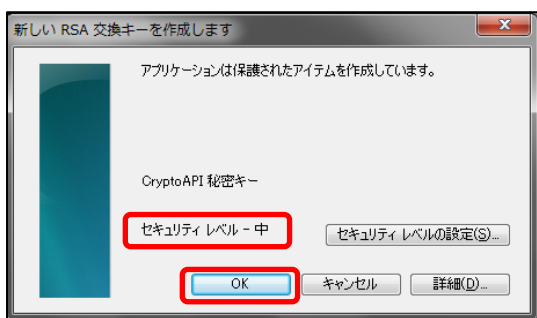 新しい RSA 交換キーを作成します
アプリケーションは保護されたアイテムを作成しています。
CryptoAPI 秘密キー
セキュリティ レベル - 中
セキュリティ レベルの設定(S)...
OK
キャンセル
詳細(D)...